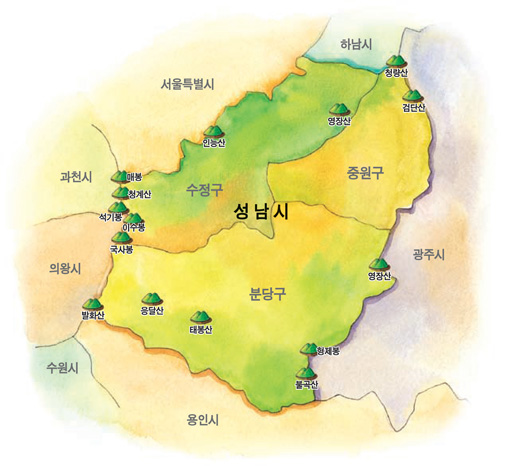 하남시
청량산
서울특별시
검단산
영장산
인능산
중원구
과천시
매봉
수정구
청계산
석기봉
성남시
이수봉
국사봉
광주시
의왕시
영장산
분당구
응달산
발화산
태봉산
형제봉
수원시
불곡산
용인시